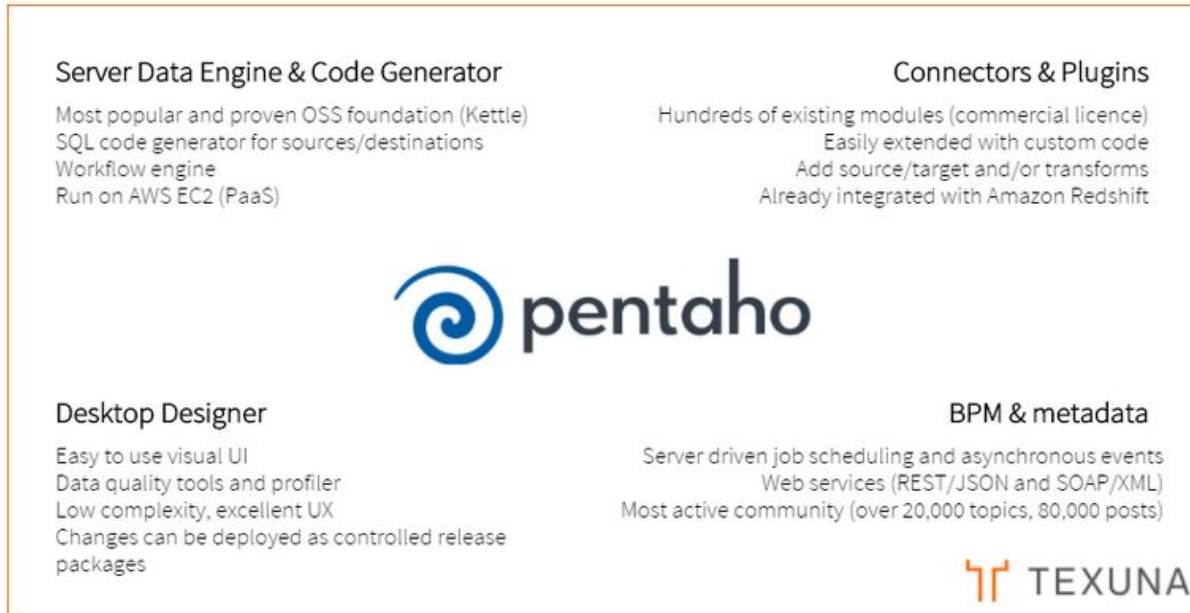 Server Data Engine & Code Generator
Most popular and proven OSS foundation (Kettle)
SQL code generator for sources/destinations
Workflow engine
Run on AWS EC2 (PaaS)
Connectors & Plugins
Hundreds of existing modules (commercial licence)
Easily extended with custom code
Add source/target and/or transforms
Already integrated with Amazon Redshift
pentaho
Desktop Designer
Easy to use visual UI
Data quality tools and profiler
Low complexity, excellent UX
Changes can be deployed as controlled release
packages
BPM & metadata
Server driven job scheduling and asynchronous events
Web services (REST/JSON and SOAP/XML)
Most active community (over 20,000 topics, 80,000 posts)
TEXUNA